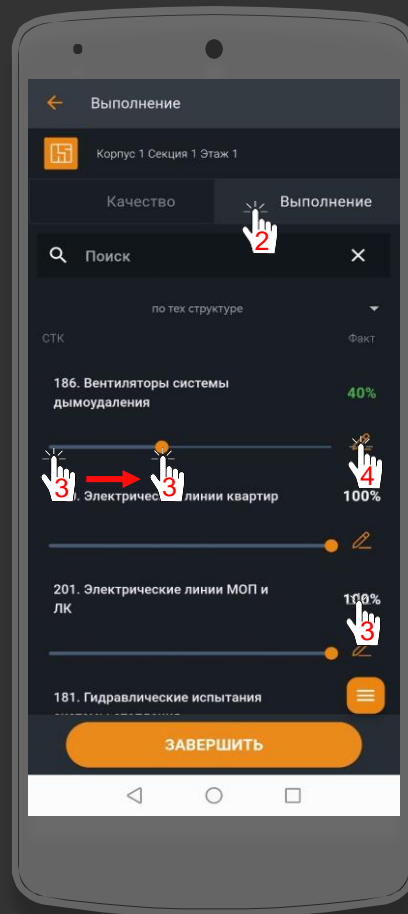 Выполнение
Корпус 1 Секция 1 Этаж 1
Качество
Выполнение
2
Поиск
по тех структуре
СТК
Факт
186. Вентиляторы системы
дымоудаления
40%
3
3
4
Электрические линии квартир
100%
201. Электрические линии МОП и
ЛК
100%
3
181. Гидравлические испытания
ЗАВЕРШИТЬ